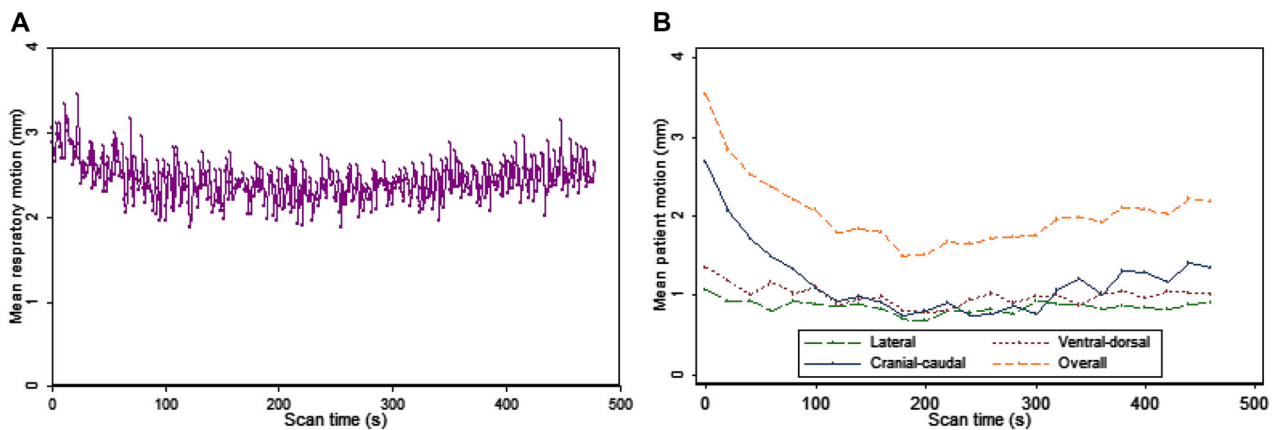 A
Mean respiratory motion (mm)
4
3
2
1
0
0 100 200 300 400 500
Scan time (s)
B
Mean patient motion (mm)
4
3
2
1
0
Lateral
Ventral-dorsal
Cranial-caudal
Overall
0 100 200 300 400 500
Scan time (s)